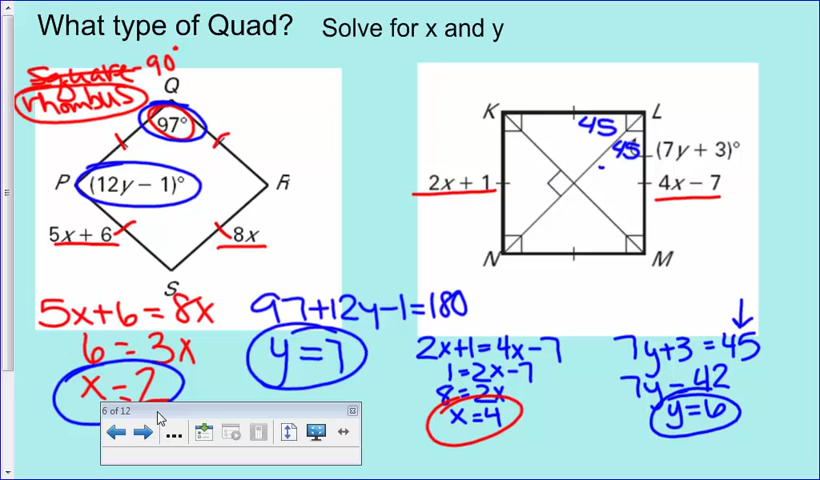 What type of Quad? Solve for x and y
Square - 90°
rhombus
Q
97°
P (12y − 1)° R
5x + 6 8x
S
5x+6=8x
6=3x
x=2
97+12y-1=180
y=7
K L
45
45 (7y + 3)°
2x + 1 4x − 7
N M
2x+1=4x-7
1=2x-7
8=2x
x=4
7y+3=45
7y=42
y=6
6 of 12
...